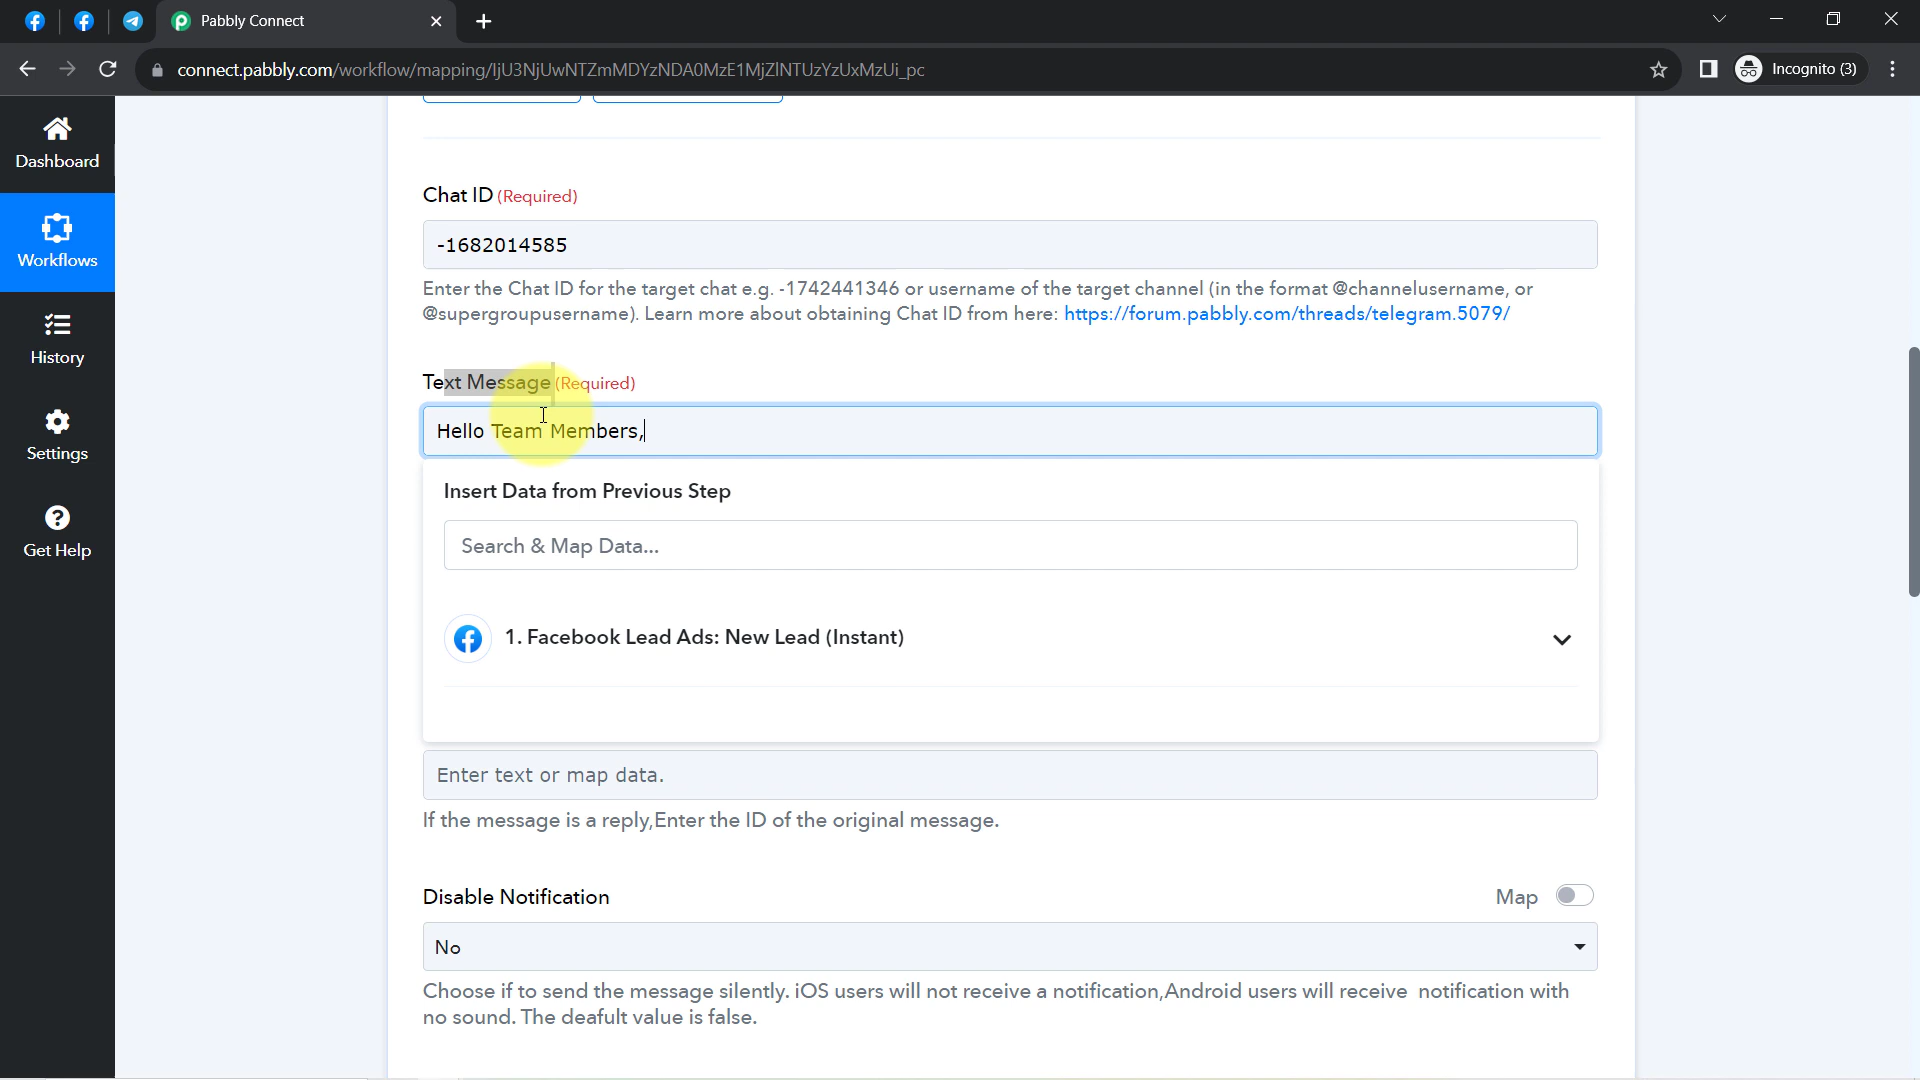 Pabbly Connect
connect.pabbly.com/workflow/mapping/IjU3NjUwNTZmMDYzNDA0MzE1MjZlNTUzYzUxMzUi_pc
Incognito (3)
Dashboard
Workflows
History
Settings
Get Help
Chat ID (Required)
-1682014585
Enter the Chat ID for the target chat e.g. -1742441346 or username of the target channel (in the format @channelusername, or
@supergroupusername). Learn more about obtaining Chat ID from here: https://forum.pabbly.com/threads/telegram.5079/
Text Message (Required)
Hello Team Members,
Insert Data from Previous Step
Search & Map Data...
1. Facebook Lead Ads: New Lead (Instant)
Enter text or map data.
If the message is a reply,Enter the ID of the original message.
Disable Notification
Map
No
Choose if to send the message silently. iOS users will not receive a notification,Android users will receive notification with
no sound. The deafult value is false.